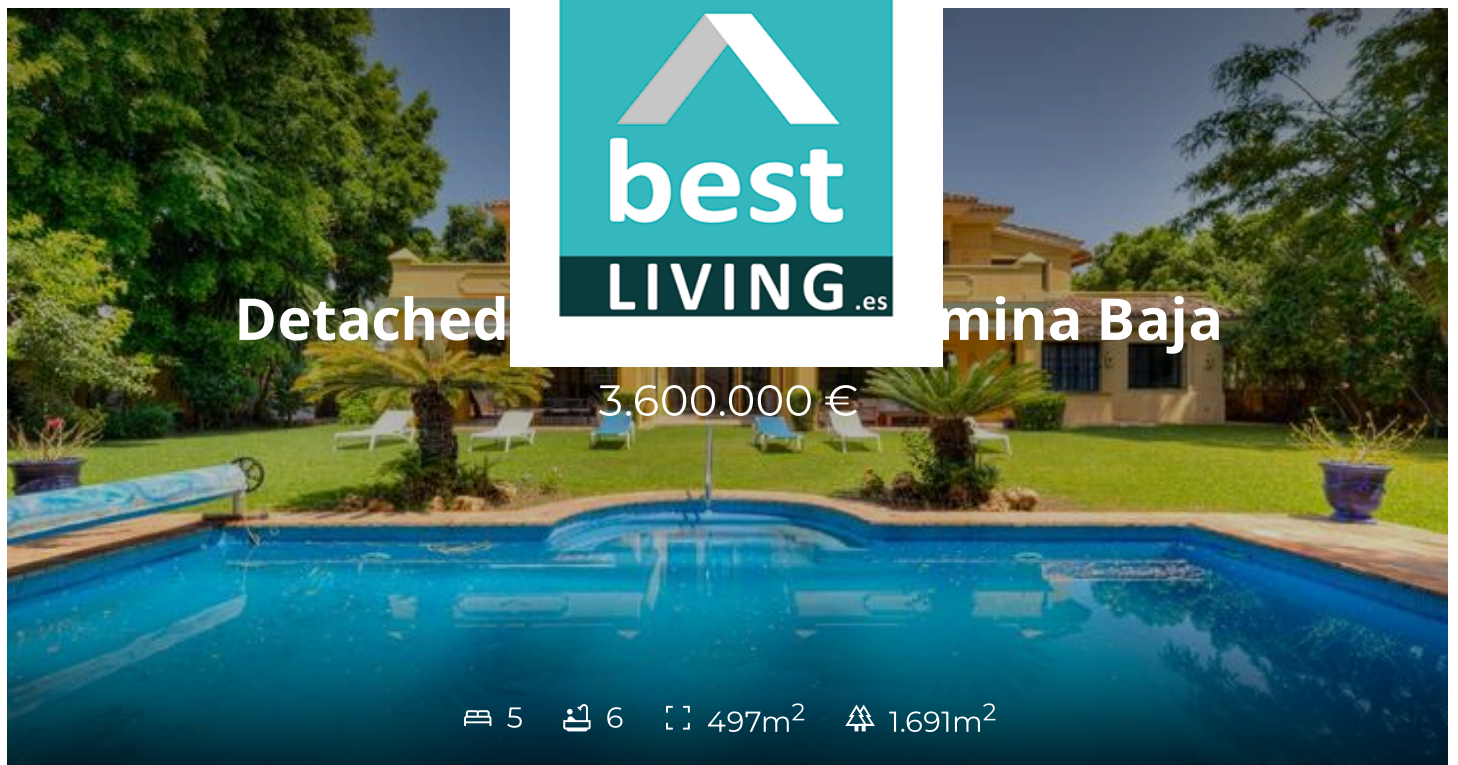 best
LIVING.es
Detached mina Baja
3.600.000 €
5 6 497m² 1.691m²